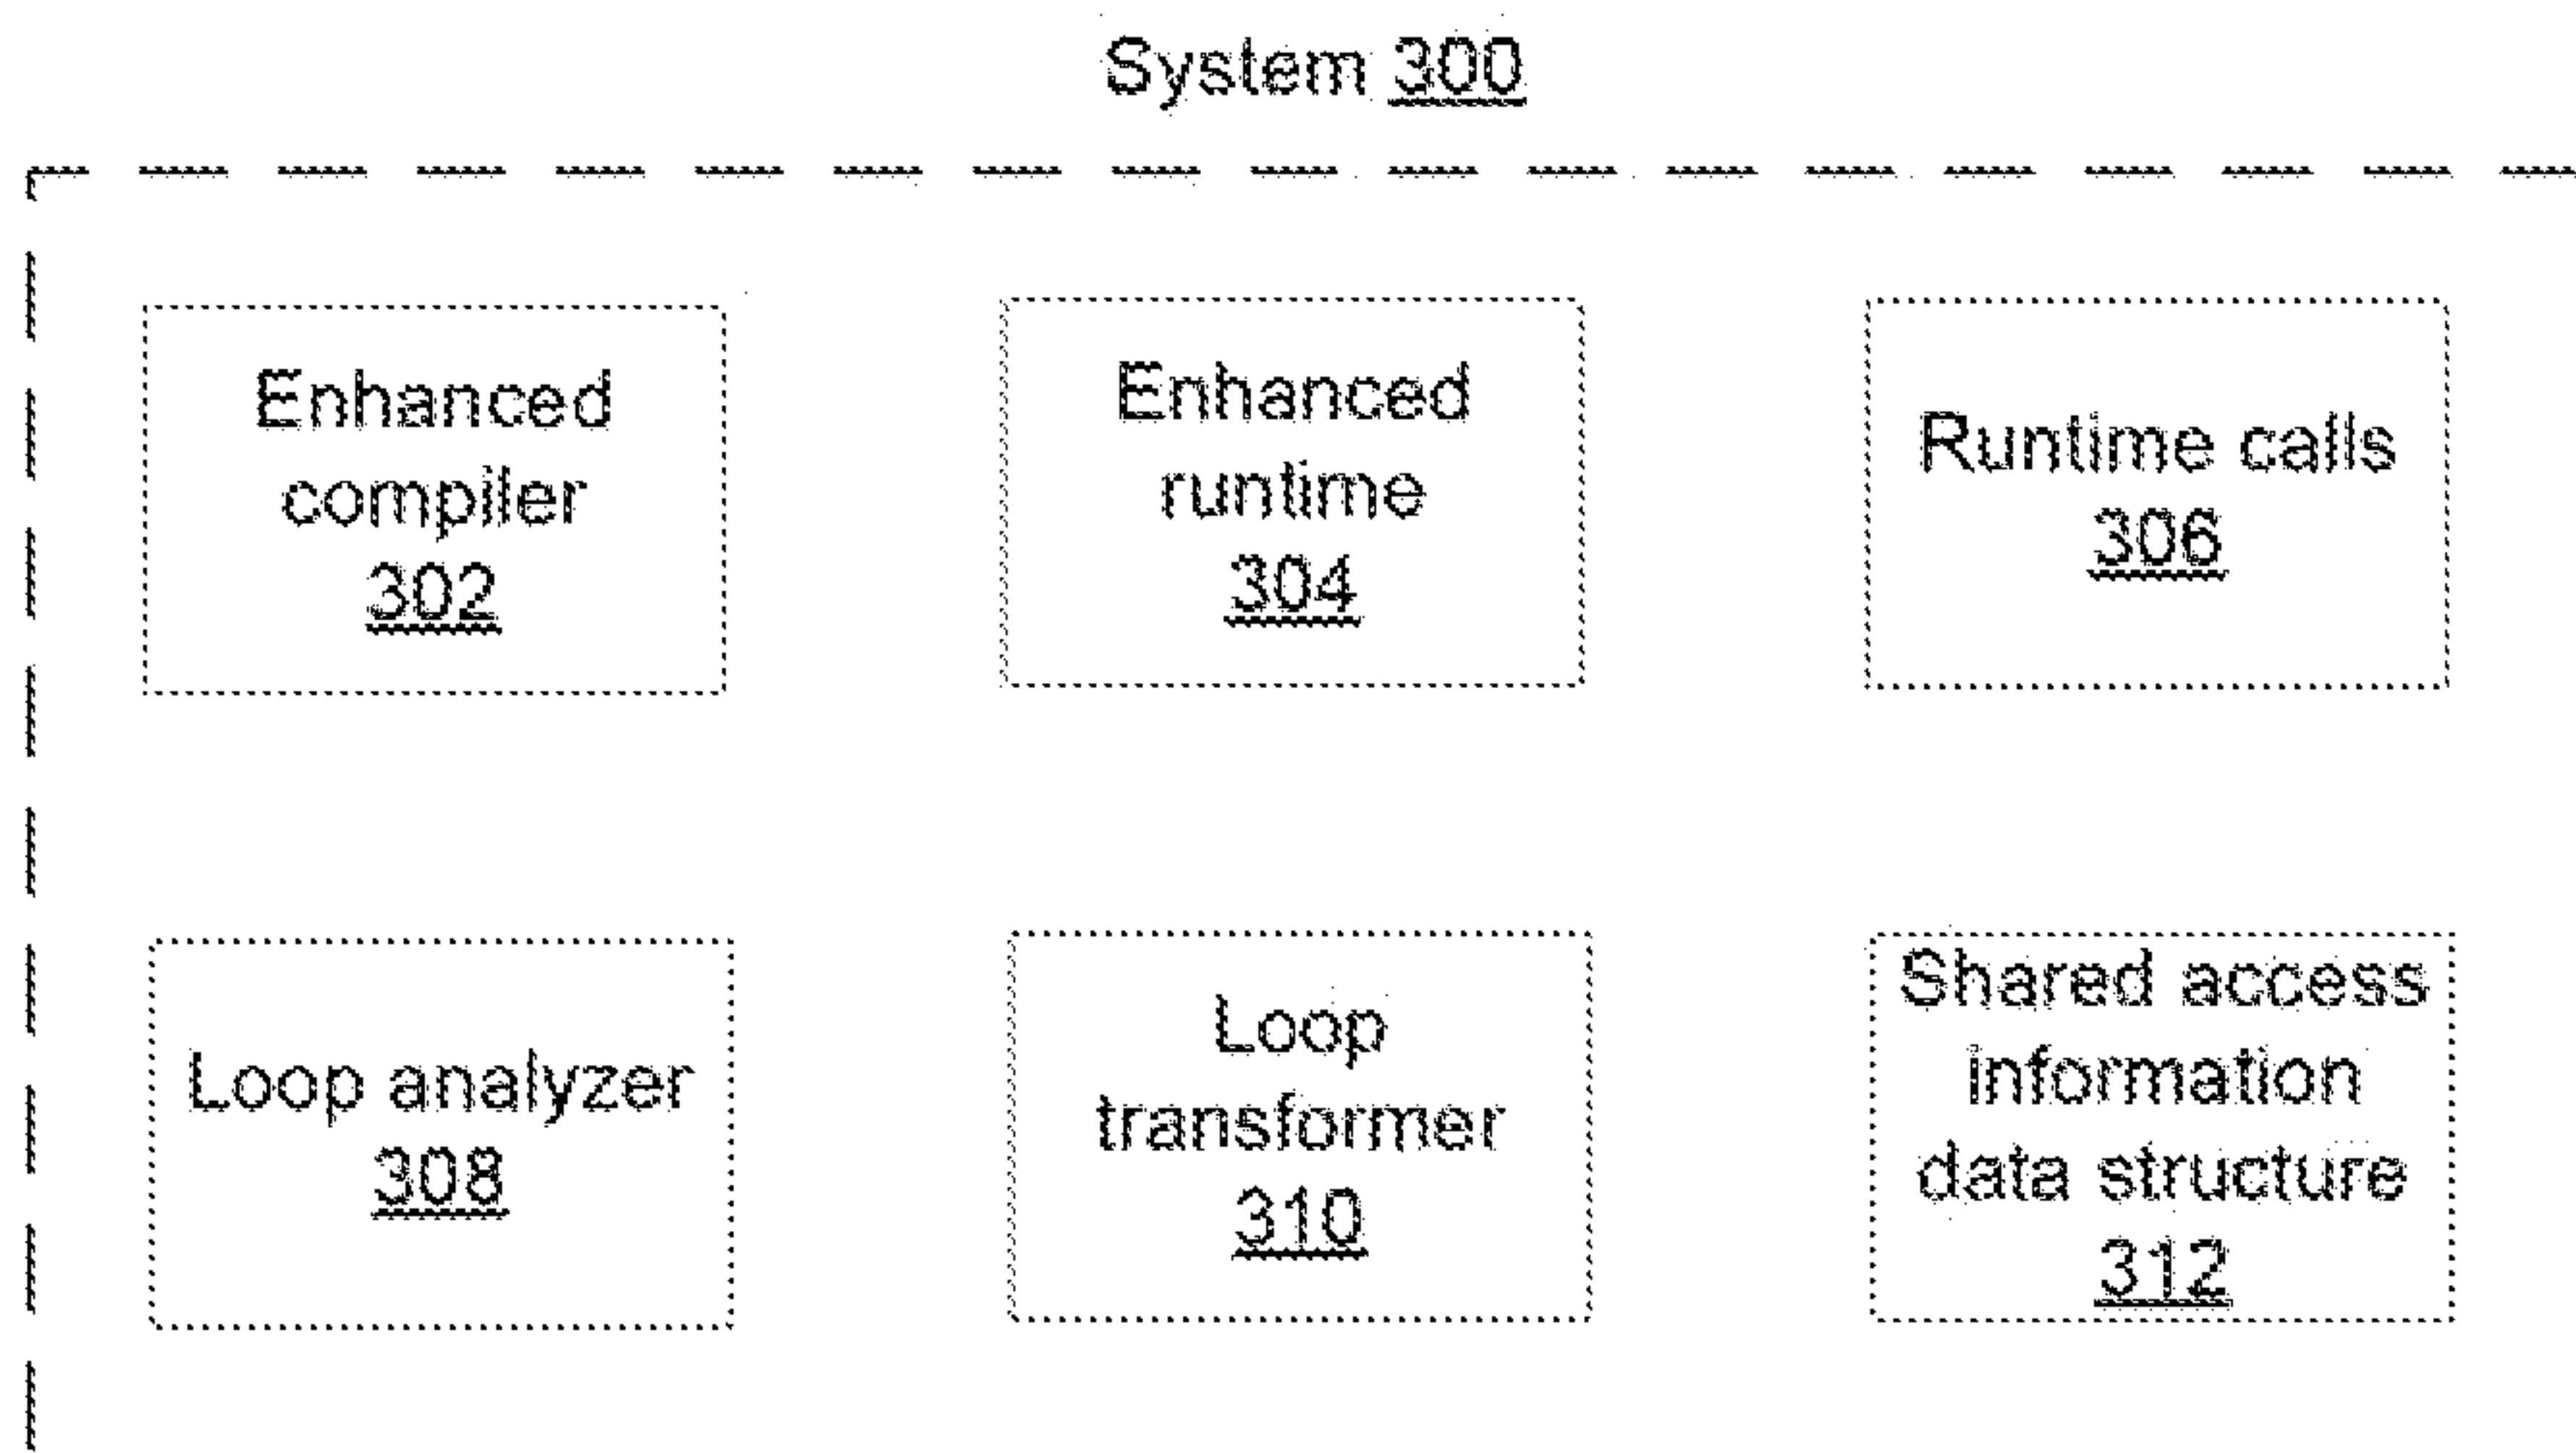 System 300
Enhanced
compiler
302
Enhanced
runtime
304
Runtime calls
306
Loop analyzer
308
Loop
transformer
310
Shared access
information
data structure
312